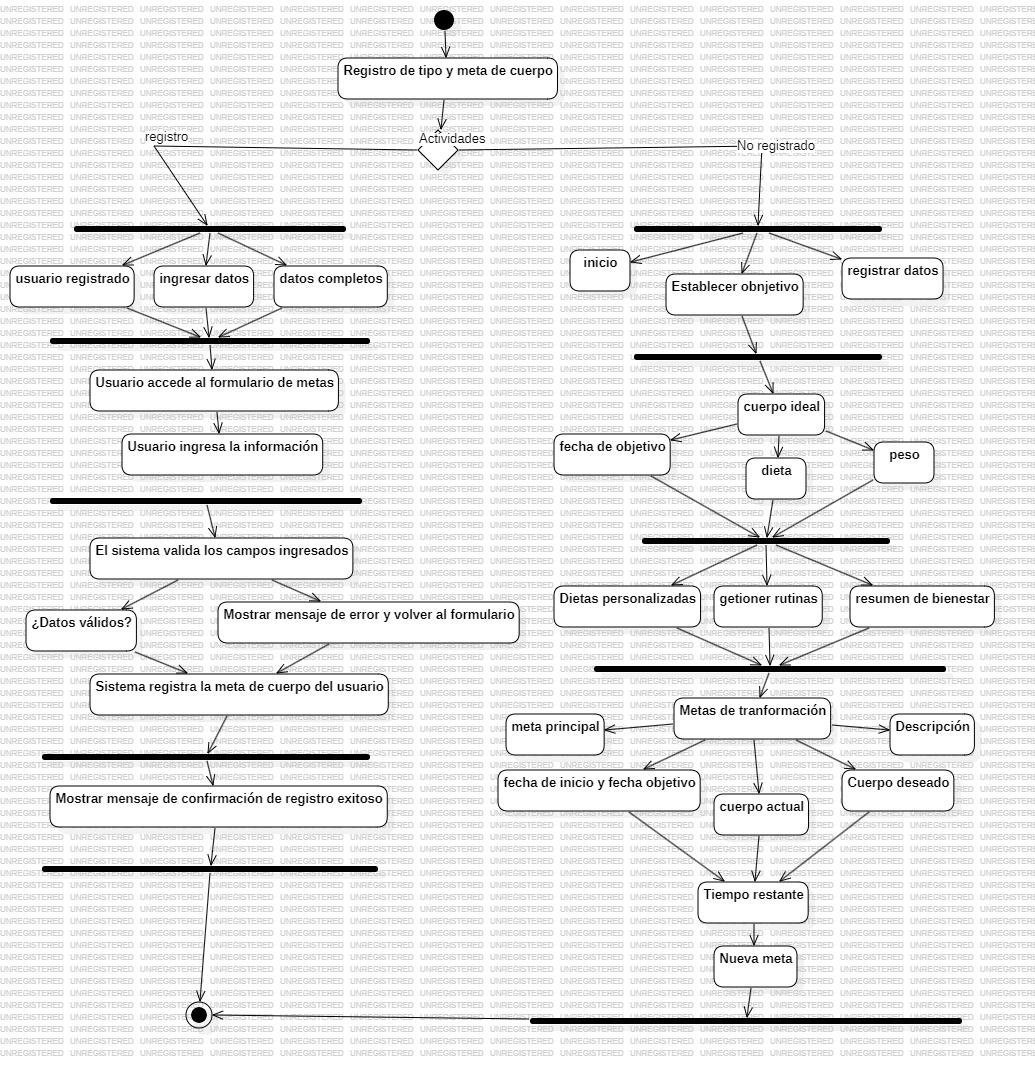 Registro de tipo y meta de cuerpo
Actividades
registro
No registrado
usuario registrado
ingresar datos
datos completos
Usuario accede al formulario de metas
Usuario ingresa la información
El sistema valida los campos ingresados
¿Datos válidos?
Mostrar mensaje de error y volver al formulario
Sistema registra la meta de cuerpo del usuario
Mostrar mensaje de confirmación de registro exitoso
inicio
Establecer obnjetivo
registrar datos
cuerpo ideal
fecha de objetivo
dieta
peso
Dietas personalizadas
getioner rutinas
resumen de bienestar
Metas de tranformación
meta principal
Descripción
fecha de inicio y fecha objetivo
cuerpo actual
Cuerpo deseado
Tiempo restante
Nueva meta
UNREGISTERED